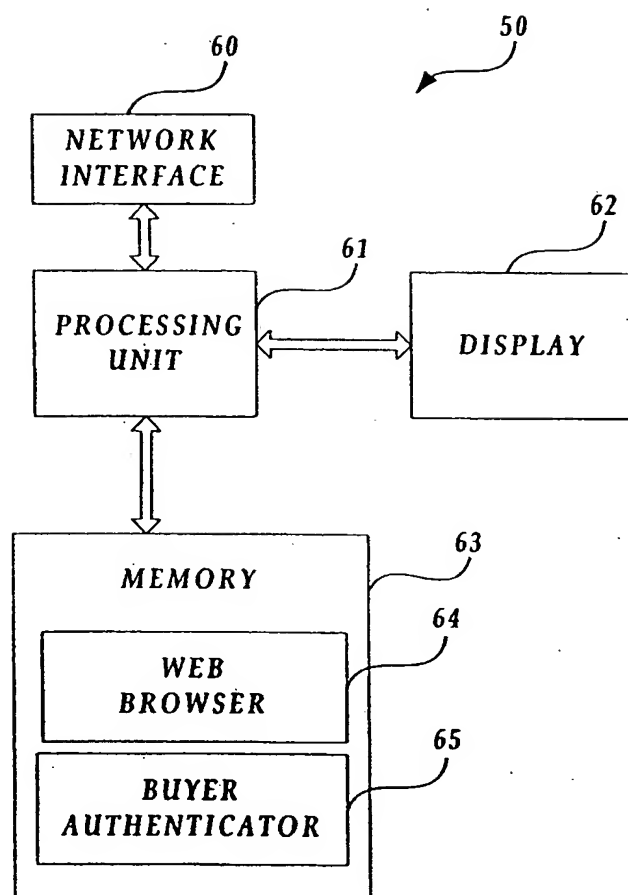 50
60
NETWORK
INTERFACE
61
62
PROCESSING
UNIT
DISPLAY
63
MEMORY
64
WEB
BROWSER
65
BUYER
AUTHENTICATOR